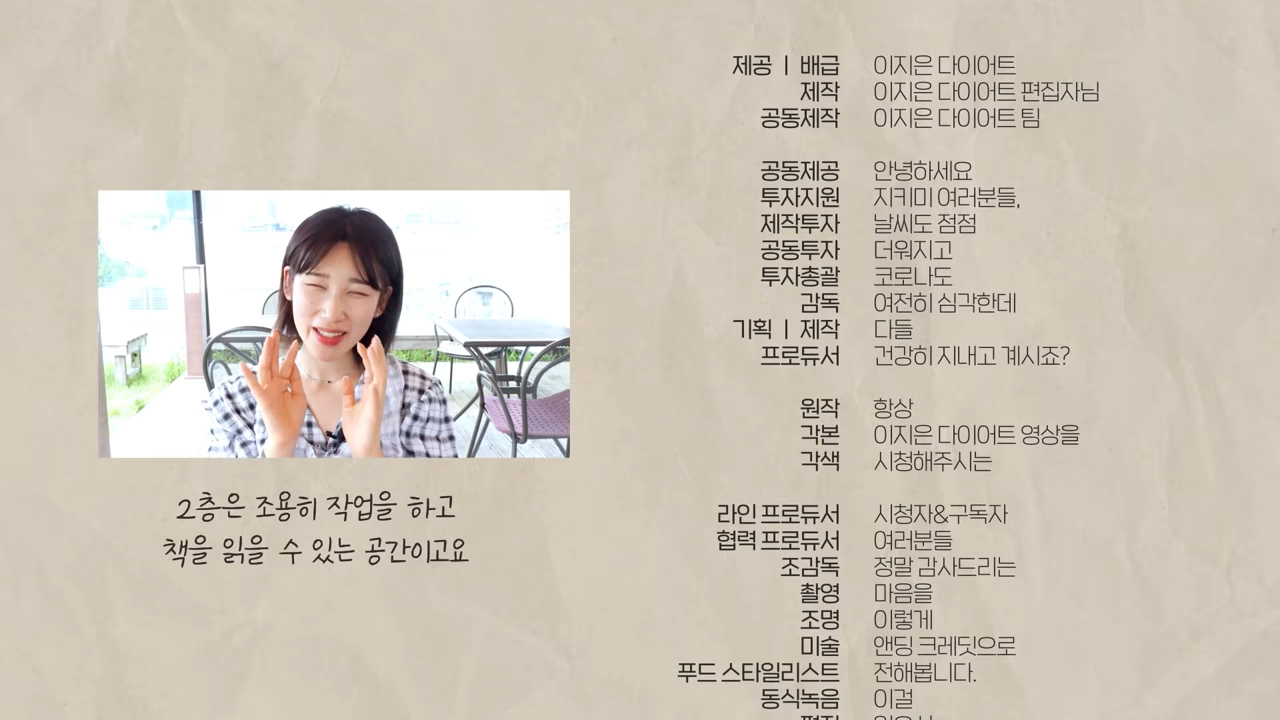 제공 | 배급 이지은 다이어트
제작 이지은 다이어트 편집자님
공동제작 이지은 다이어트 팀
공동제공 안녕하세요
투자지원 지키미 여러분들,
제작투자 날씨도 점점
공동투자 더워지고
투자총괄 코로나도
감독 여전히 심각한데
기획 | 제작 다들
프로듀서 건강히 지내고 계시죠?
원작 항상
각본 이지은 다이어트 영상을
각색 시청해주시는
라인 프로듀서 시청자&구독자
협력 프로듀서 여러분들
조감독 정말 감사드리는
촬영 마음을
조명 이렇게
미술 앤딩 크레딧으로
푸드 스타일리스트 전해봅니다.
동식녹음 이걸
2층은 조용히 작업을 하고
책을 읽을 수 있는 공간이고요